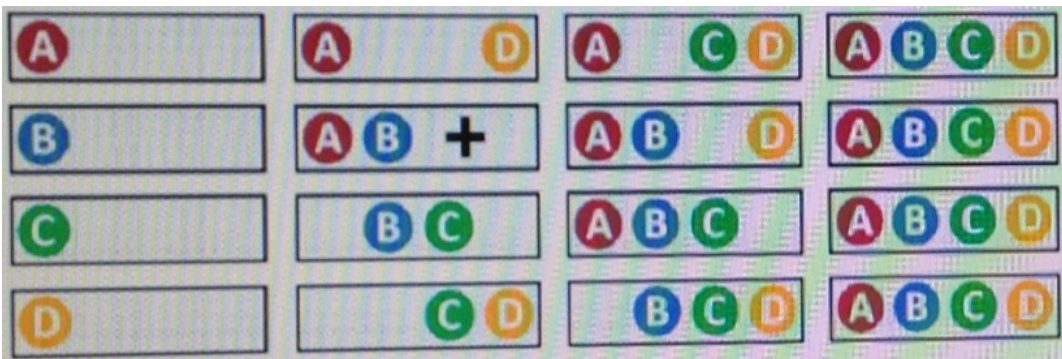 A A D A C D A B C D
B A B + A B D A B C D
C B C A B C A B C D
D C D B C D A B C D